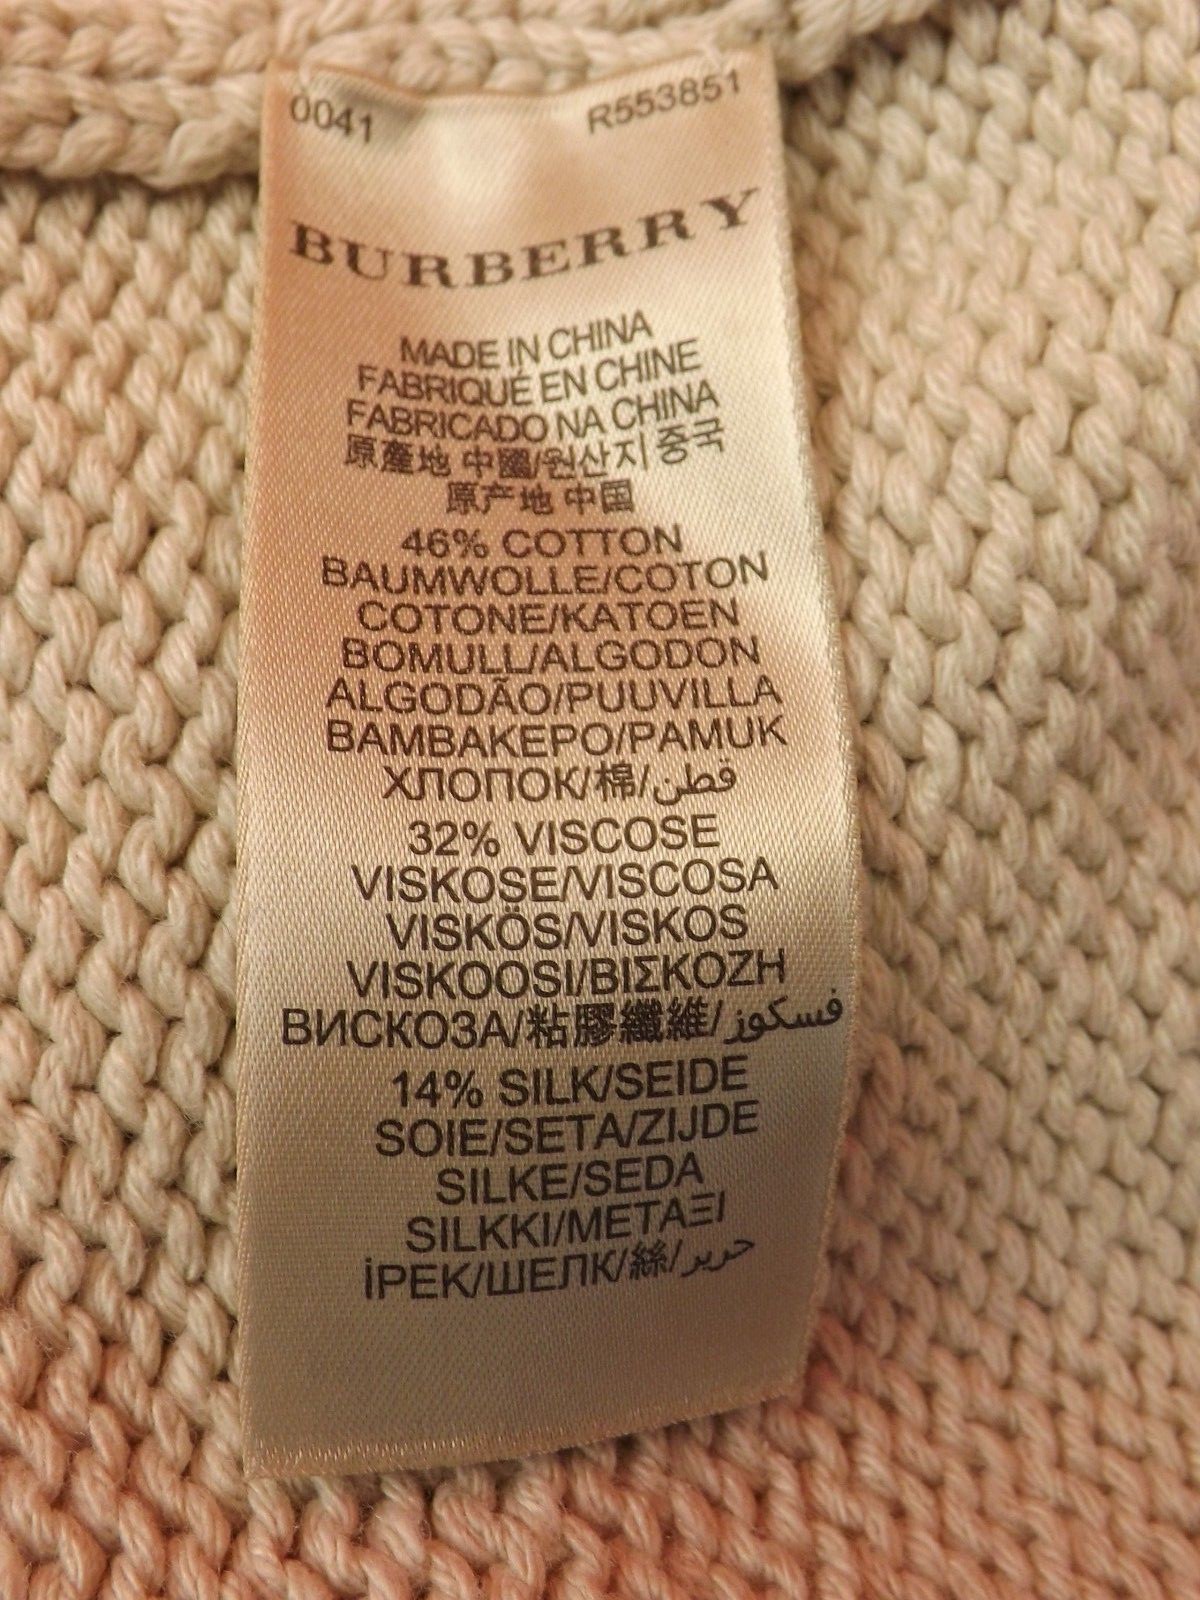 0041 R553851
BURBERRY
MADE IN CHINA
FABRIQUÉ EN CHINE
FABRICADO NA CHINA
原產地 中國/원산지 중국
原产地 中国
46% COTTON
BAUMWOLLE/COTON
COTONE/KATOEN
BOMULL/ALGODON
ALGODÃO/PUUVILLA
BAMBAKEPO/PAMUK
ХЛОПОК/棉/قطن
32% VISCOSE
VISKOSE/VISCOSA
VISKÖS/VISKOS
VISKOOSI/ΒΙΣΚΟΖΗ
ВИСКОЗА/粘膠纖維/فسكوز
14% SILK/SEIDE
SOIE/SETA/ZIJDE
SILKE/SEDA
SILKKI/ΜΕΤΑΞΙ
İPEK/ШЕЛК/絲/حرير